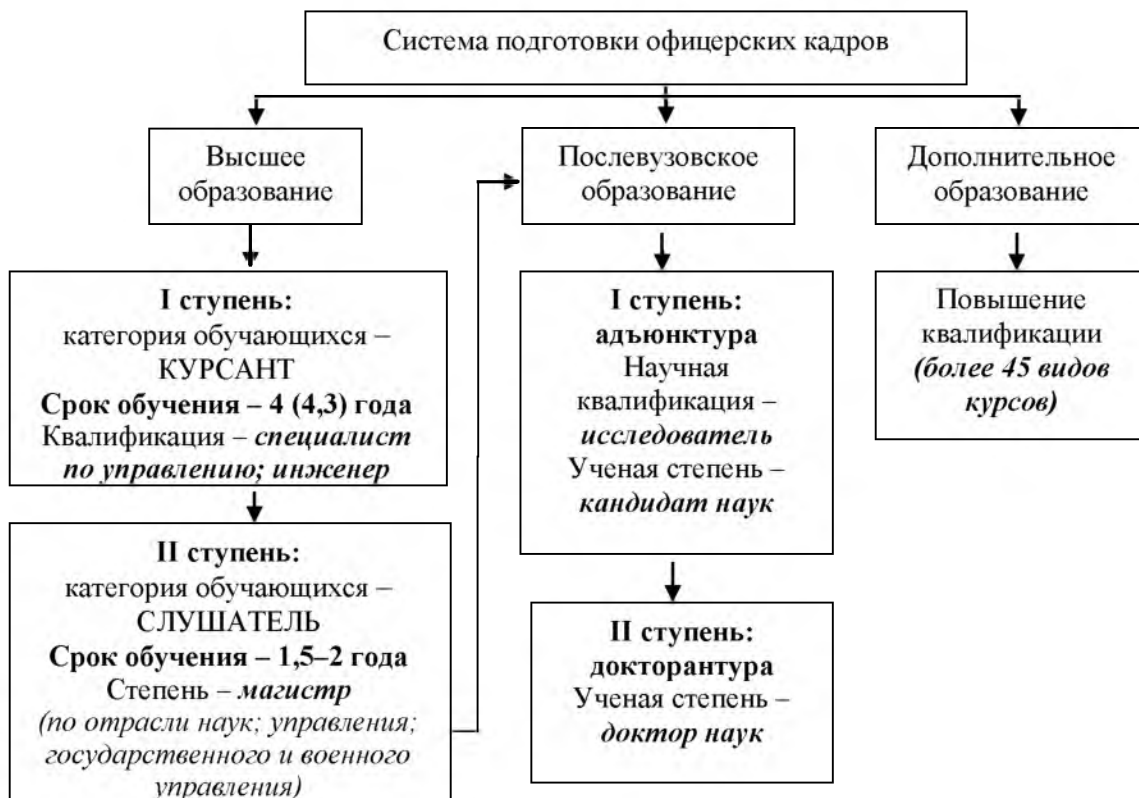 Система подготовки офицерских кадров
Высшее
образование
Послевузовское
образование
Дополнительное
образование
I ступень:
категория обучающихся –
КУРСАНТ
Срок обучения – 4 (4,3) года
Квалификация – специалист
по управлению; инженер
I ступень:
адъюнктура
Научная
квалификация –
исследователь
Ученая степень –
кандидат наук
Повышение
квалификации
(более 45 видов
курсов)
II ступень:
категория обучающихся –
СЛУШАТЕЛЬ
Срок обучения – 1,5–2 года
Степень – магистр
(по отрасли наук; управления;
государственного и военного
управления)
II ступень:
докторантура
Ученая степень –
доктор наук